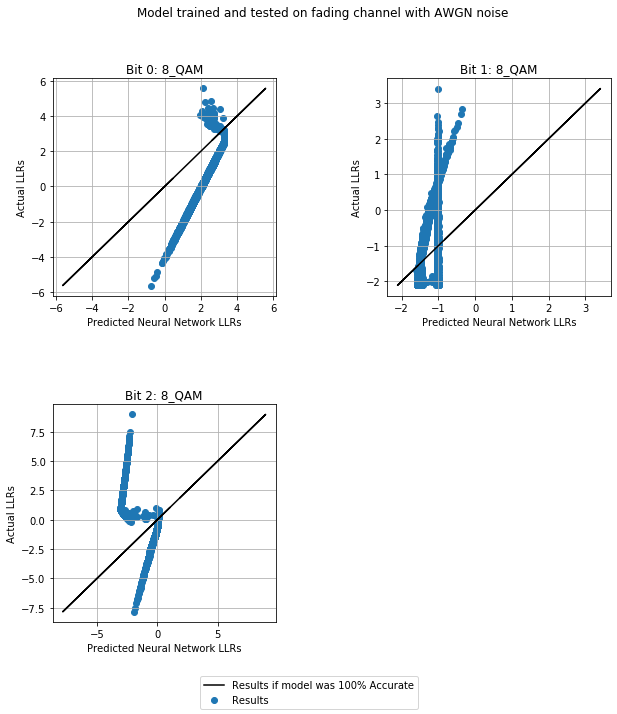 Model trained and tested on fading channel with AWGN noise
Bit 0: 8_QAM
6
4
2
0
−2
−4
−6
Actual LLRs
−6 −4 −2 0 2 4 6
Predicted Neural Network LLRs
Bit 1: 8_QAM
3
2
1
0
−1
−2
Actual LLRs
−2 −1 0 1 2 3
Predicted Neural Network LLRs
Bit 2: 8_QAM
7.5
5.0
2.5
0.0
−2.5
−5.0
−7.5
Actual LLRs
−5 0 5
Predicted Neural Network LLRs
Results if model was 100% Accurate
Results